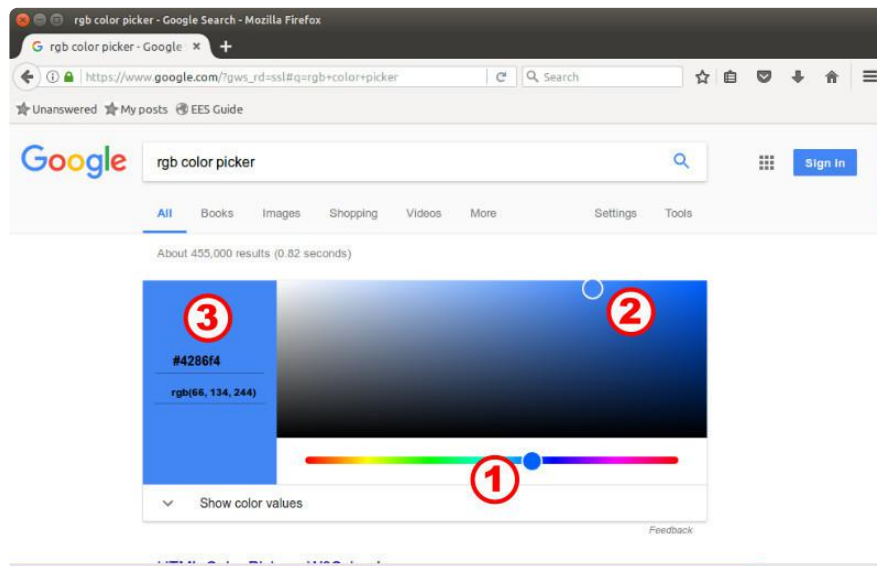 rgb color picker - Google Search - Mozilla Firefox
rgb color picker - Google
https://www.google.com/?gws_rd=ssl#q=rgb+color+picker
Search
Unanswered My posts EES Guide
Google
rgb color picker
Sign in
All Books Images Shopping Videos More Settings Tools
About 455,000 results (0.82 seconds)
3
2
#4286f4
rgb(66, 134, 244)
1
Show color values
Feedback